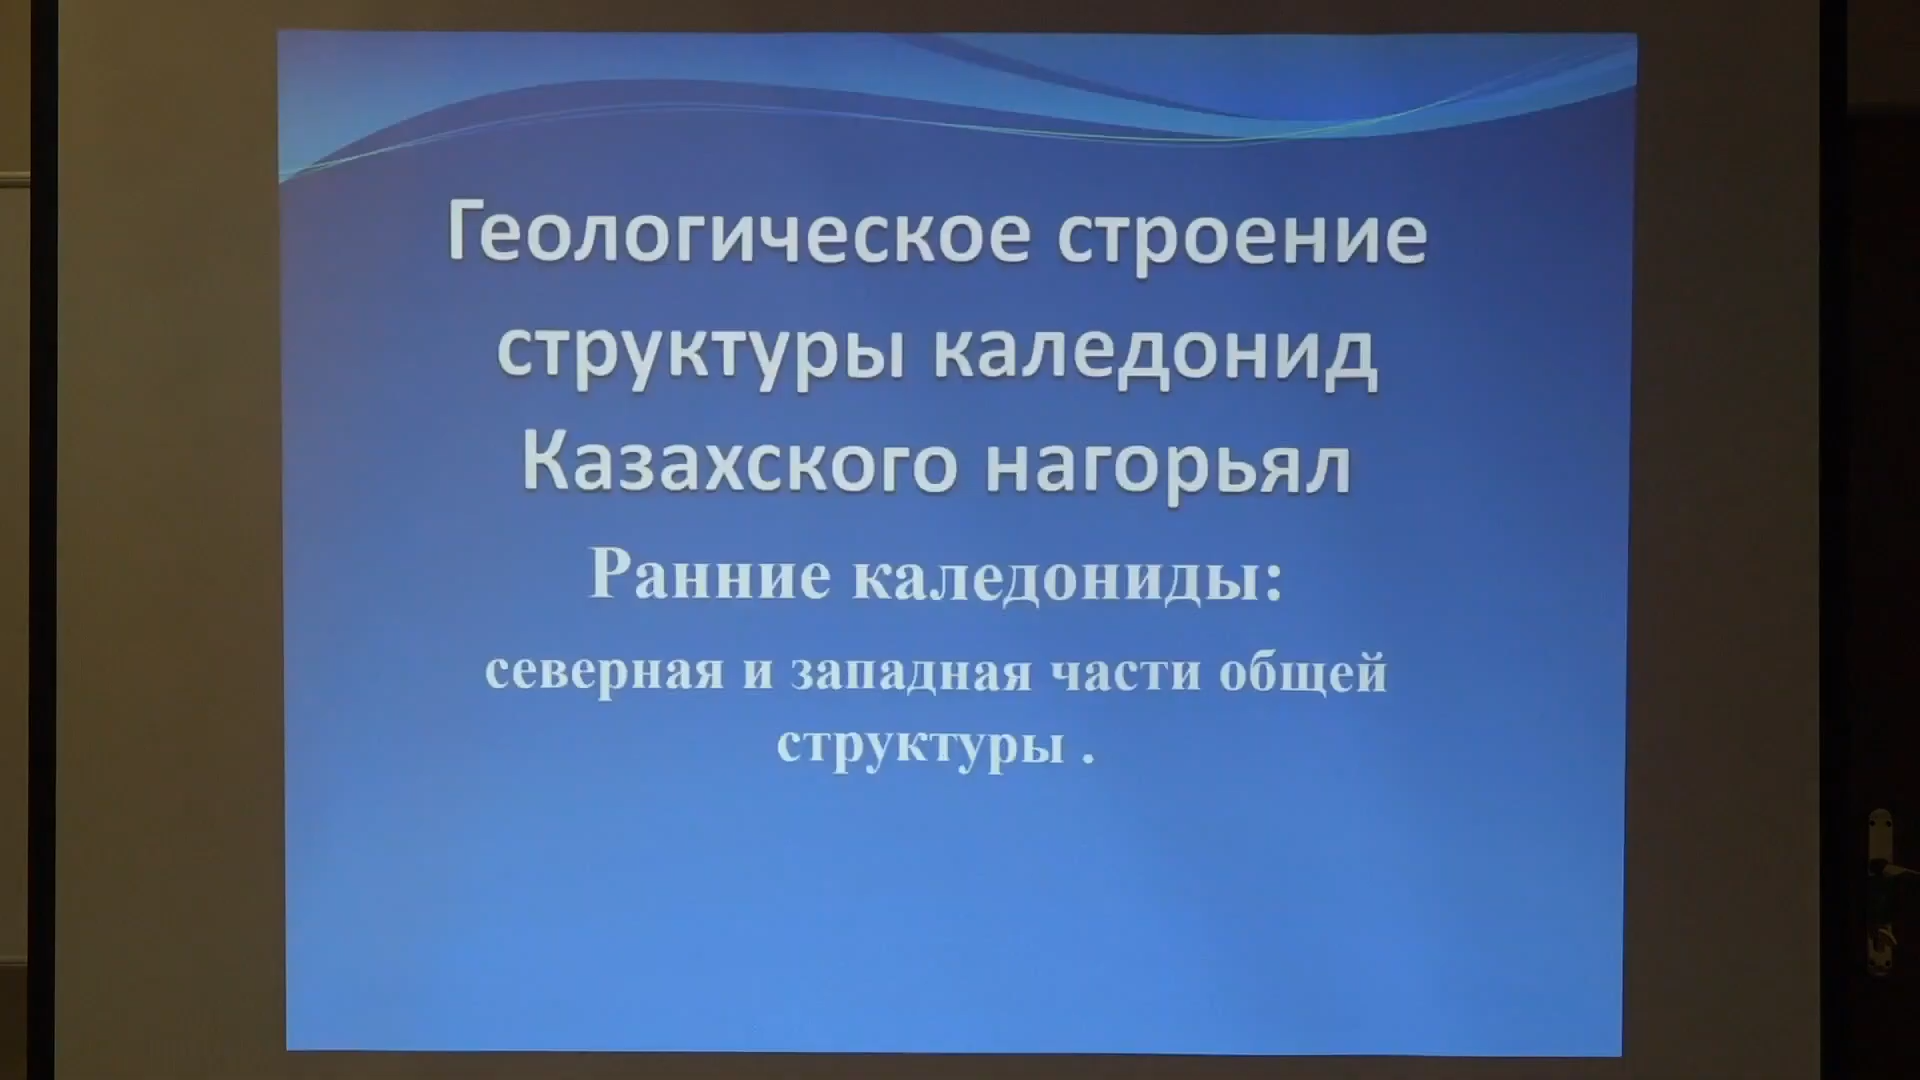 Геологическое строение
структуры каледонид
Казахского нагорьял
Ранние каледониды:
северная и западная части общей
структуры .